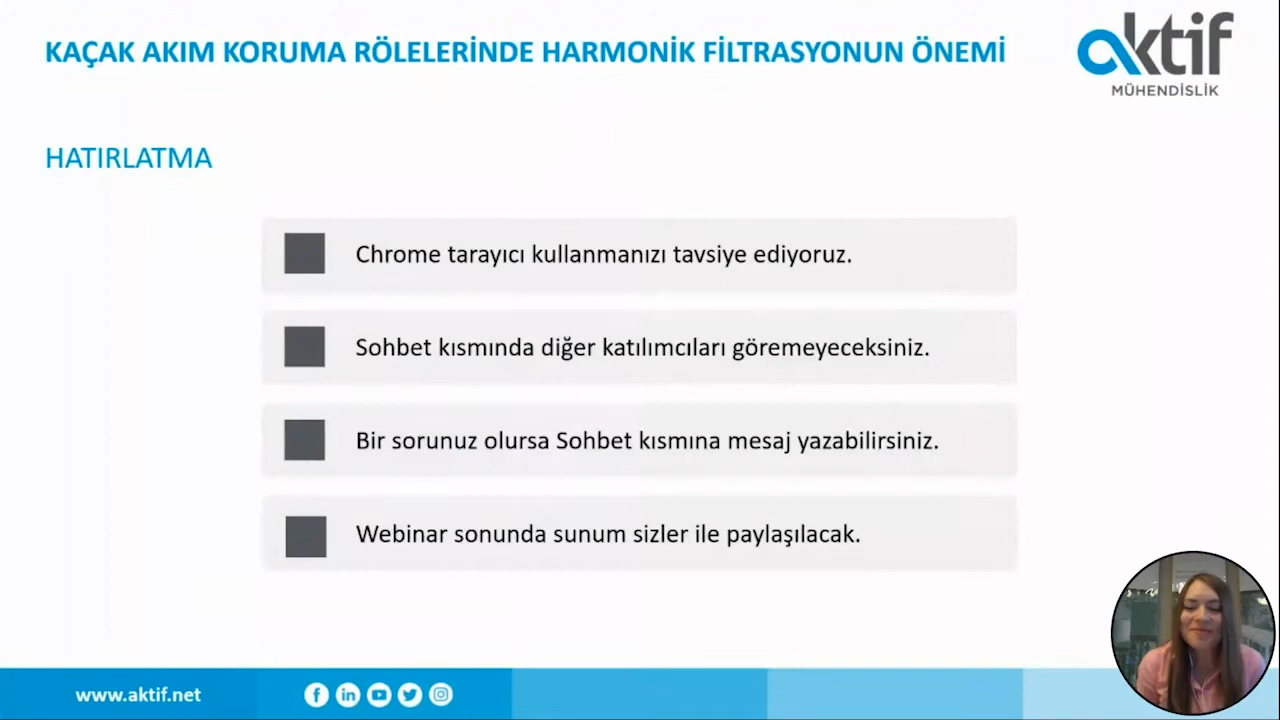 KAÇAK AKIM KORUMA RÖLELERİNDE HARMONİK FİLTRASYONUN ÖNEMİ
aktif
MÜHENDİSLİK
HATIRLATMA
Chrome tarayıcı kullanmanızı tavsiye ediyoruz.
Sohbet kısmında diğer katılımcıları göremeyeceksiniz.
Bir sorunuz olursa Sohbet kısmına mesaj yazabilirsiniz.
Webinar sonunda sunum sizler ile paylaşılacak.
www.aktif.net